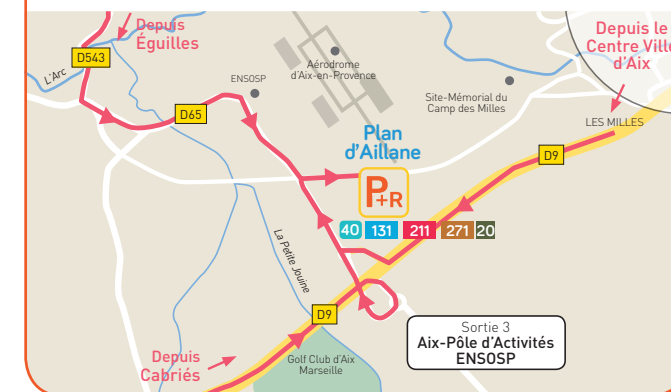 Depuis
Éguilles
Depuis le
Centre Ville
d'Aix
D543
L'Arc
Aérodrome
d'Aix-en-Provence
ENSOSP
Site-Mémorial du
Camp des Milles
D65
LES MILLES
Plan
d'Aillane
D9
P+R
40 131 211 271 20
La Petite Jouine
D9
Sortie 3
Aix-Pôle d'Activités
ENSOSP
Depuis
Cabriés
Golf Club d'Aix
Marseille